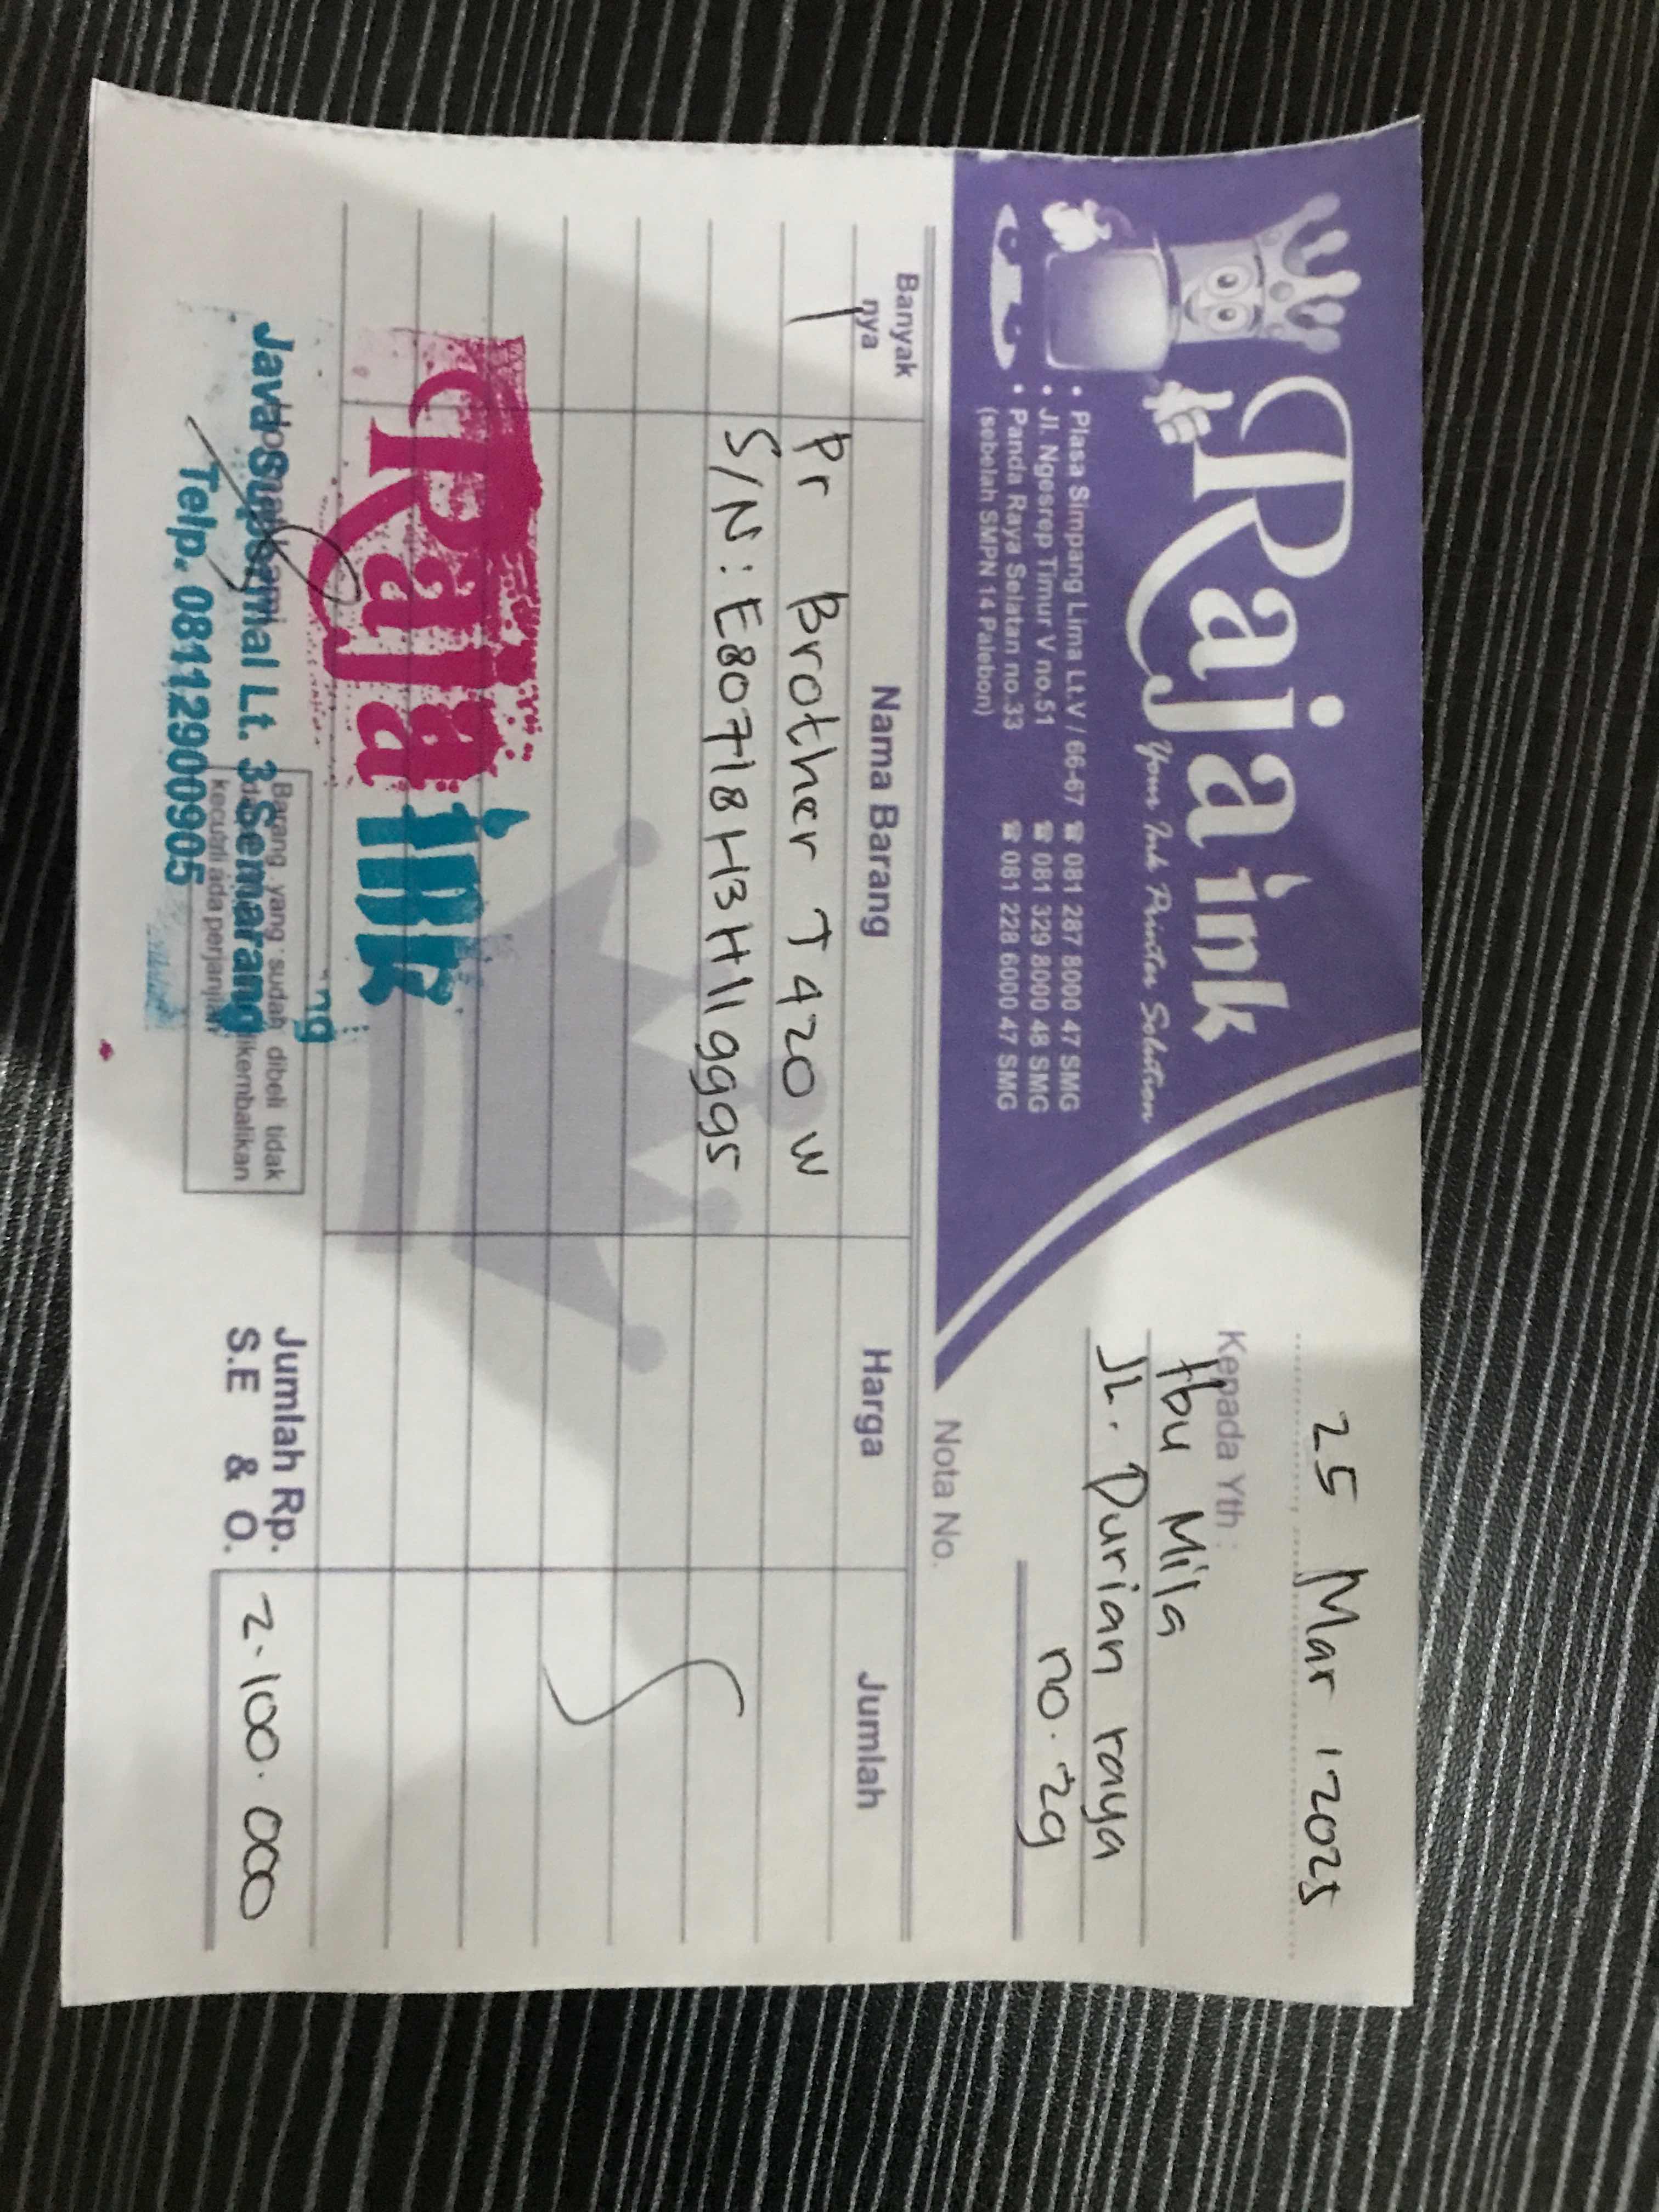 Raja ink
Your Ink Printer Solution
• Plasa Simpang Lima Lt.V / 66-67 ☎ 081 287 8000 47 SMG
• Jl. Ngesrep Timur V no.51 ☎ 081 329 8000 48 SMG
• Panda Raya Selatan no.33 ☎ 081 228 6000 47 SMG
(sebelah SMPN 14 Palebon)
25 Mar 2025
Kepada Yth :
Ibu Mila
JL. Durian raya
no. 29
Nota No.
Banyak nya Nama Barang Harga Jumlah
1 Pr Brother T420 W
S/N : E80718H3H119995
Raja ink
Java Supermal Lt. 3 Semarang
Telp. 08112900905
Barang yang sudah dibeli tidak
dikembalikan
kecuali ada perjanjian
Jumlah Rp. 2.100.000
S.E & O.